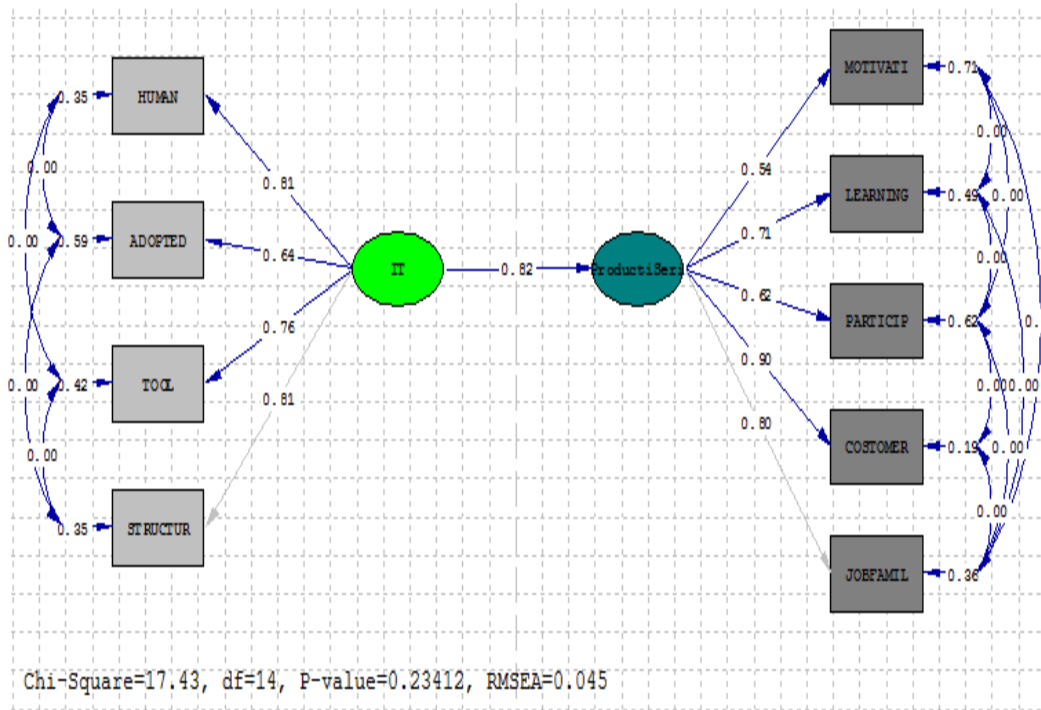 MOTIVATI
0.71
HUMAN
0.35
0.00
0.00
0.54
0.81
LEARNING
0.49
0.00
0.71
ADOPTED
0.59
0.00
0.64
IT
0.82
ProductiSeri
0.00
0.62
PARTICIP
0.62
0.76
0.90
TOOL
0.42
0.00
0.00
0.00
0.81
0.80
COSTOMER
0.19
0.00
0.00
0.00
STRUCTUR
0.35
JOBFAMIL
0.36
Chi-Square=17.43, df=14, P-value=0.23412, RMSEA=0.045